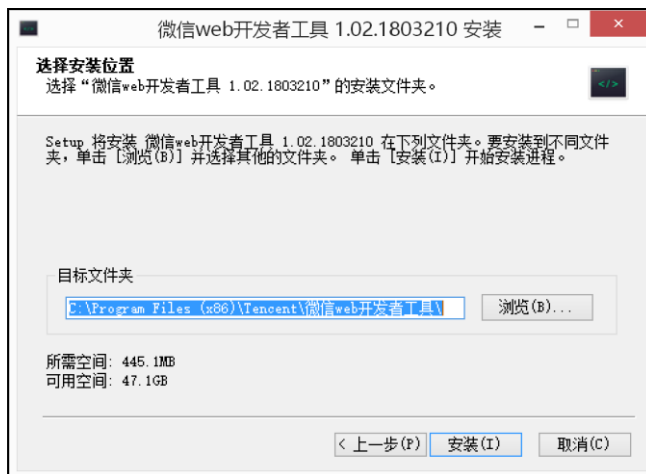 微信web开发者工具 1.02.1803210 安装
选择安装位置
选择“微信web开发者工具 1.02.1803210”的安装文件夹。
</>
Setup 将安装 微信web开发者工具 1.02.1803210 在下列文件夹。要安装到不同文件
夹，单击 [浏览(B)] 并选择其他的文件夹。 单击 [安装(I)] 开始安装进程。
目标文件夹
C:\Program Files (x86)\Tencent\微信web开发者工具\
浏览(B)...
所需空间: 445.1MB
可用空间: 47.1GB
< 上一步(P)
安装(I)
取消(C)